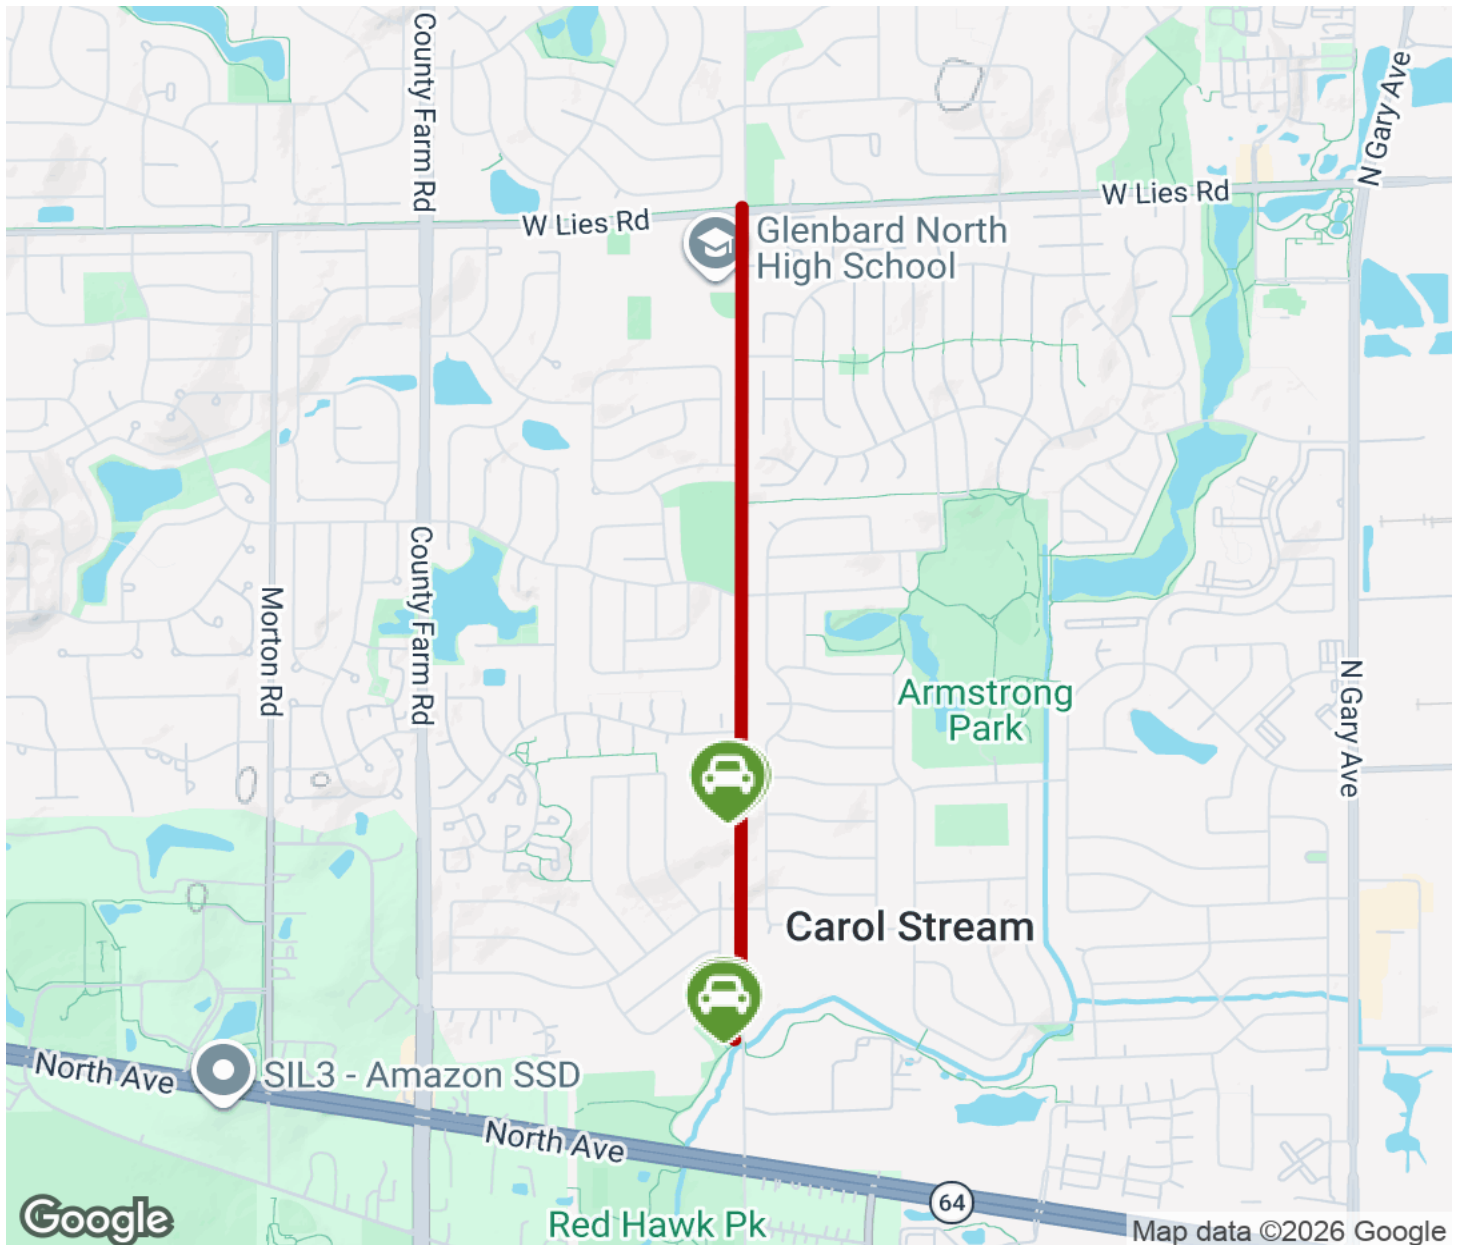 County Farm Rd
N Gary Ave
W Lies Rd
W Lies Rd
Glenbard North
High School
County Farm Rd
Morton Rd
N Gary Ave
Armstrong
Park
Carol Stream
North Ave
SIL3 - Amazon SSD
North Ave
64
Red Hawk Pk
Google
Map data ©2026 Google